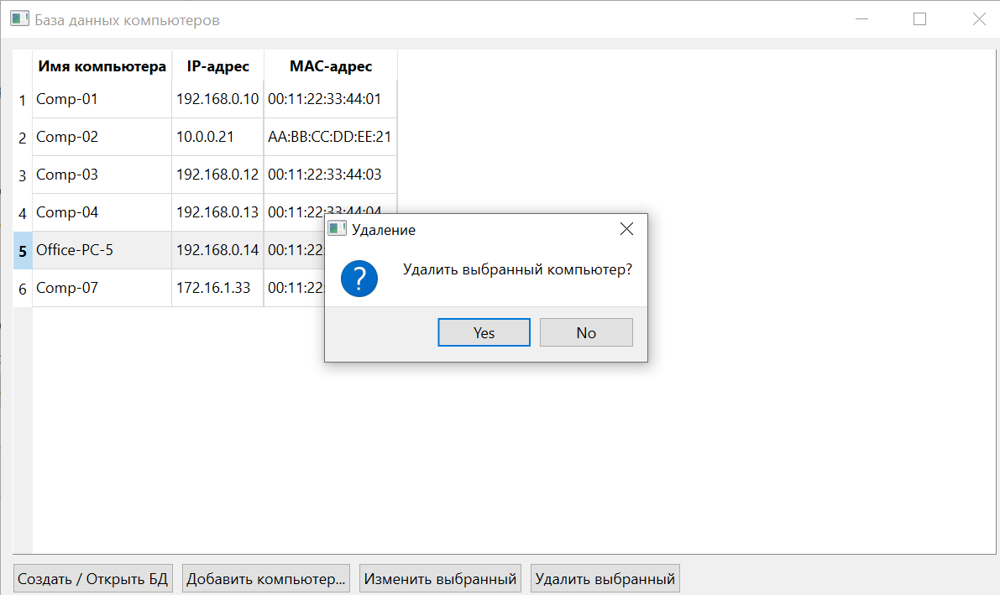 База данных компьютеров
Имя компьютера IP-адрес MAC-адрес
1 Comp-01 192.168.0.10 00:11:22:33:44:01
2 Comp-02 10.0.0.21 AA:BB:CC:DD:EE:21
3 Comp-03 192.168.0.12 00:11:22:33:44:03
4 Comp-04 192.168.0.13 00:11:22:33:44:04
5 Office-PC-5 192.168.0.14 00:11:22:
6 Comp-07 172.16.1.33 00:11:22:
Удаление
Удалить выбранный компьютер?
Yes No
Создать / Открыть БД Добавить компьютер... Изменить выбранный Удалить выбранный